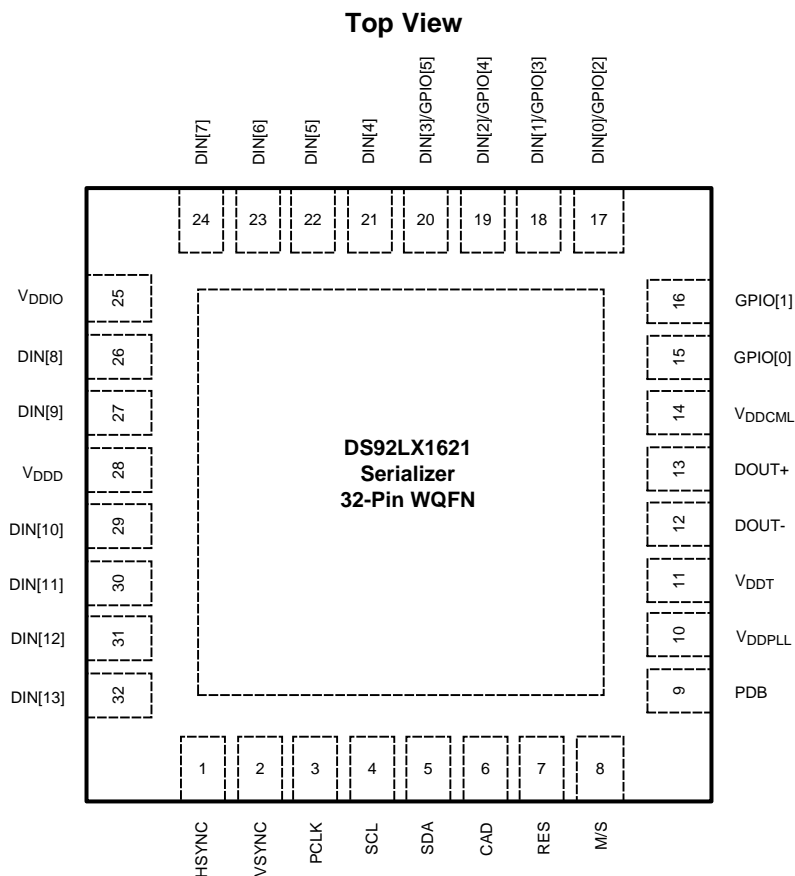 Top View
DIN[7]
DIN[6]
DIN[5]
DIN[4]
DIN[3]/GPIO[5]
DIN[2]/GPIO[4]
DIN[1]/GPIO[3]
DIN[0]/GPIO[2]
24
23
22
21
20
19
18
17
VDDIO
25
DIN[8]
26
DIN[9]
27
VDDD
28
DIN[10]
29
DIN[11]
30
DIN[12]
31
DIN[13]
32
DS92LX1621
Serializer
32-Pin WQFN
16
GPIO[1]
15
GPIO[0]
14
VDDCML
13
DOUT+
12
DOUT-
11
VDDT
10
VDDPLL
9
PDB
1
2
3
4
5
6
7
8
HSYNC
VSYNC
PCLK
SCL
SDA
CAD
RES
M/S